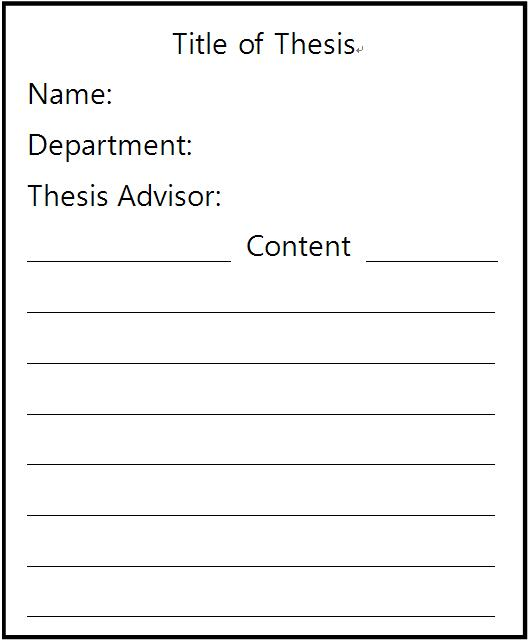 Title of Thesis
Name:
Department:
Thesis Advisor:
Content